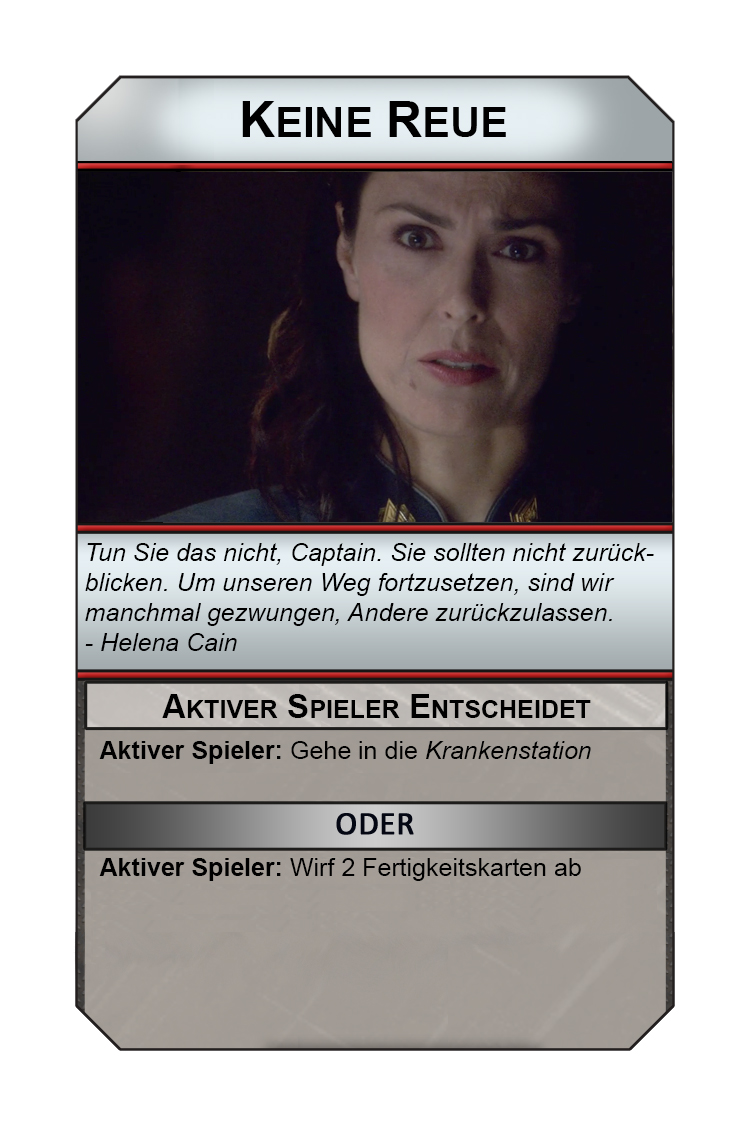 KEINE REUE
Tun Sie das nicht, Captain. Sie sollten nicht zurück-
blicken. Um unseren Weg fortzusetzen, sind wir
manchmal gezwungen, Andere zurückzulassen.
- Helena Cain
AKTIVER SPIELER ENTSCHEIDET
Aktiver Spieler: Gehe in die Krankenstation
ODER
Aktiver Spieler: Wirf 2 Fertigkeitskarten ab